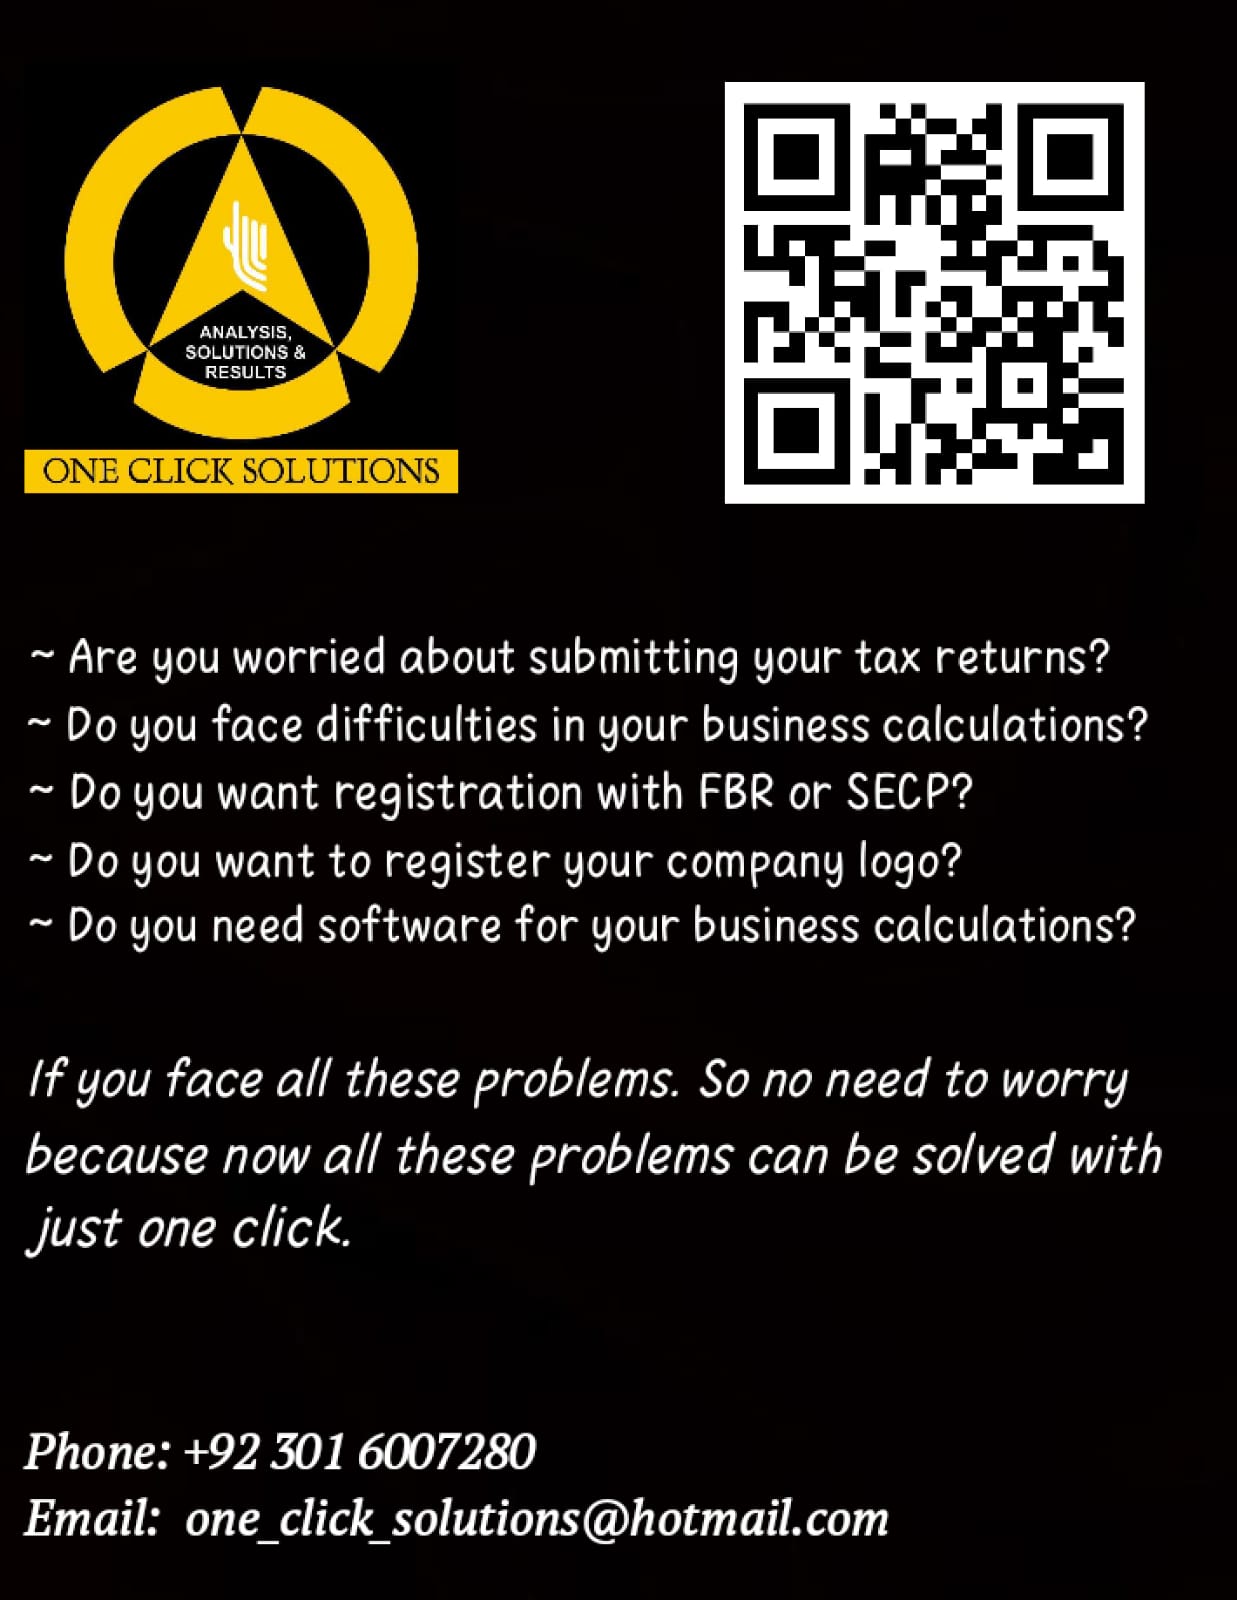 ANALYSIS,
SOLUTIONS &
RESULTS
ONE CLICK SOLUTIONS
~ Are you worried about submitting your tax returns?
~ Do you face difficulties in your business calculations?
~ Do you want registration with FBR or SECP?
~ Do you want to register your company logo?
~ Do you need software for your business calculations?
If you face all these problems. So no need to worry
because now all these problems can be solved with
just one click.
Phone: +92 301 6007280
Email: one_click_solutions@hotmail.com